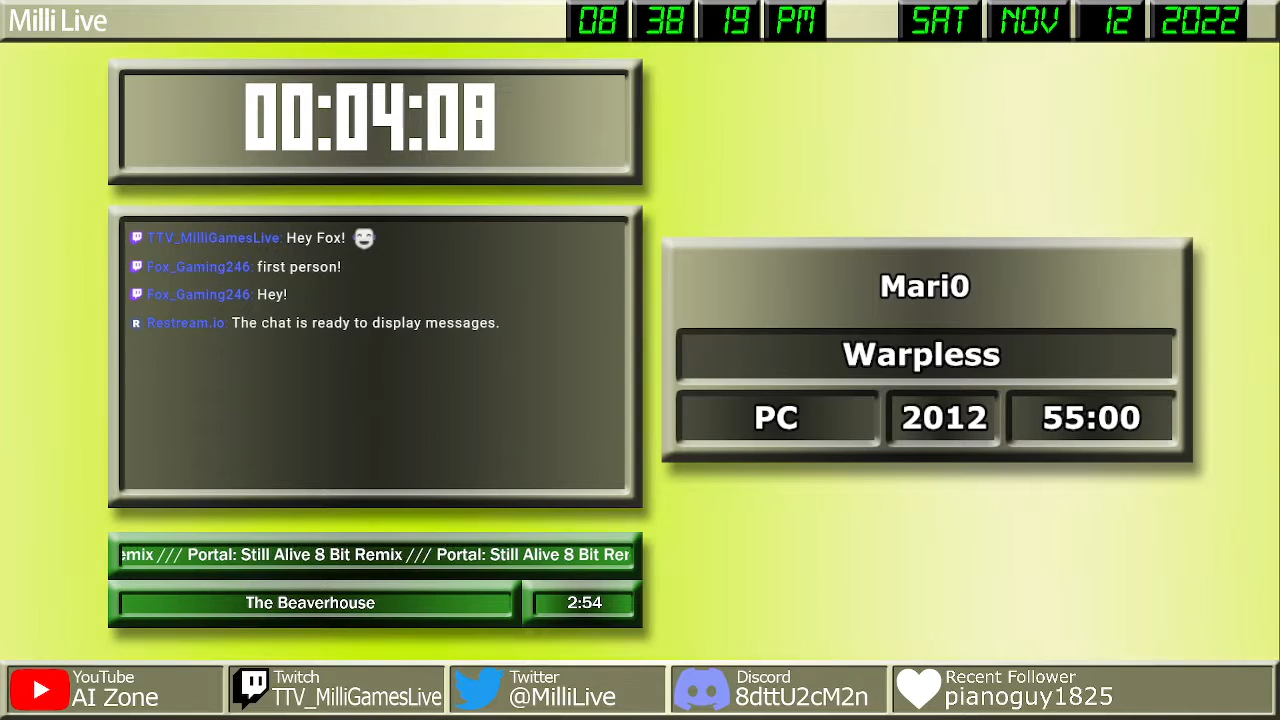 Milli Live
08 38 19 PM SAT NOV 12 2022
00:04:08
TTV_MilliGamesLive: Hey Fox!
Fox_Gaming246: first person!
Fox_Gaming246: Hey!
R Restream.io: The chat is ready to display messages.
Mari0
Warpless
PC 2012 55:00
emix /// Portal: Still Alive 8 Bit Remix /// Portal: Still Alive 8 Bit Rer
The Beaverhouse 2:54
YouTube
AI Zone
Twitch
TTV_MilliGamesLive
Twitter
@MilliLive
Discord
8dttU2cM2n
Recent Follower
pianoguy1825